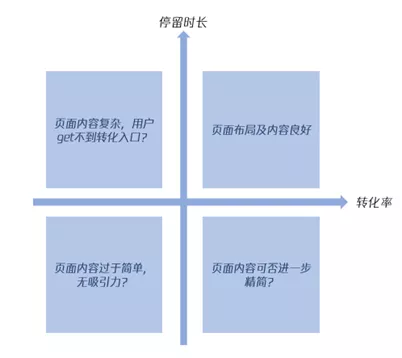 停留时长
页面内容复杂，用户
get不到转化入口？
页面布局及内容良好
转化率
页面内容过于简单，
无吸引力？
页面内容可否进一步
精简？